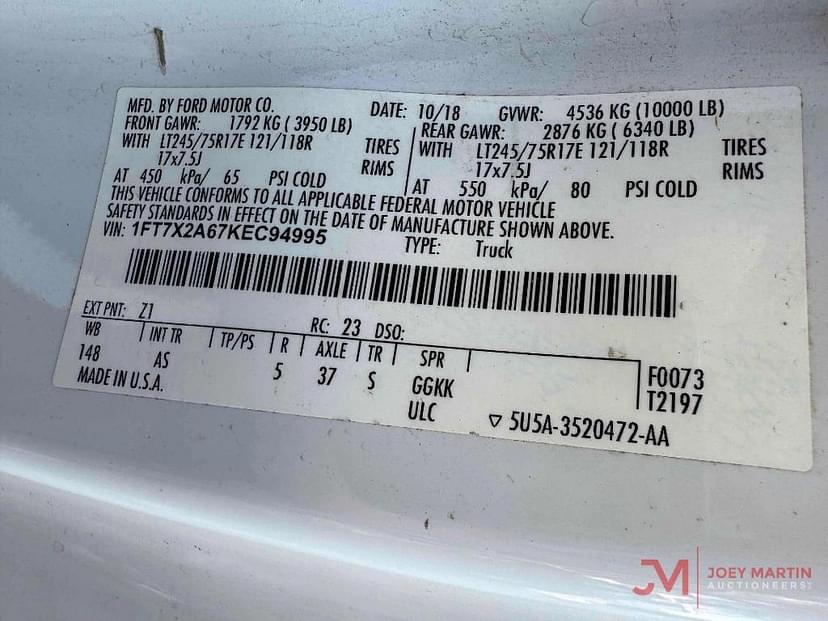 MFD. BY FORD MOTOR CO. DATE: 10/18 GVWR: 4536 KG (10000 LB)
FRONT GAWR: 1792 KG ( 3950 LB) REAR GAWR: 2876 KG ( 6340 LB)
WITH LT245/75R17E 121/118R TIRES WITH LT245/75R17E 121/118R TIRES
17x7.5J RIMS 17x7.5J RIMS
AT 450 kPa/ 65 PSI COLD AT 550 kPa/ 80 PSI COLD
THIS VEHICLE CONFORMS TO ALL APPLICABLE FEDERAL MOTOR VEHICLE
SAFETY STANDARDS IN EFFECT ON THE DATE OF MANUFACTURE SHOWN ABOVE.
VIN: 1FT7X2A67KEC94995 TYPE: Truck
EXT PNT: Z1 RC: 23 DSO:
WB INT TR TP/PS R AXLE TR SPR F0073
148 AS 5 37 S GGKK T2197
MADE IN U.S.A. ULC ▽ 5U5A-3520472-AA
JM JOEY MARTIN
AUCTIONEERS